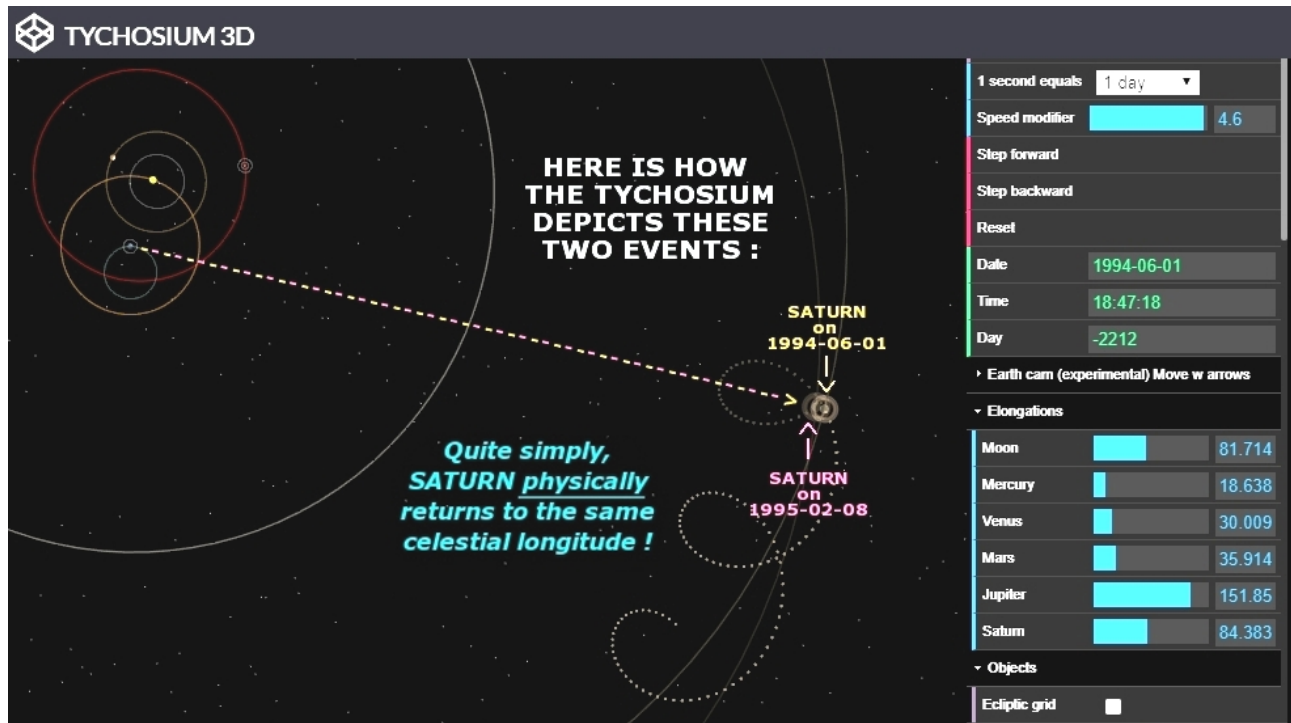 TYCHOSIUM 3D
1 second equals 1 day
Speed modifier 4.6
Step forward
Step backward
Reset
Date 1994-06-01
Time 18:47:18
Day -2212
Earth cam (experimental) Move w arrows
Elongations
Moon 81.714
Mercury 18.638
Venus 30.009
Mars 35.914
Jupiter 151.85
Saturn 84.383
Objects
Ecliptic grid
HERE IS HOW
THE TYCHOSIUM
DEPICTS THESE
TWO EVENTS :
SATURN
on
1994-06-01
Quite simply,
SATURN physically
returns to the same
celestial longitude !
SATURN
on
1995-02-08